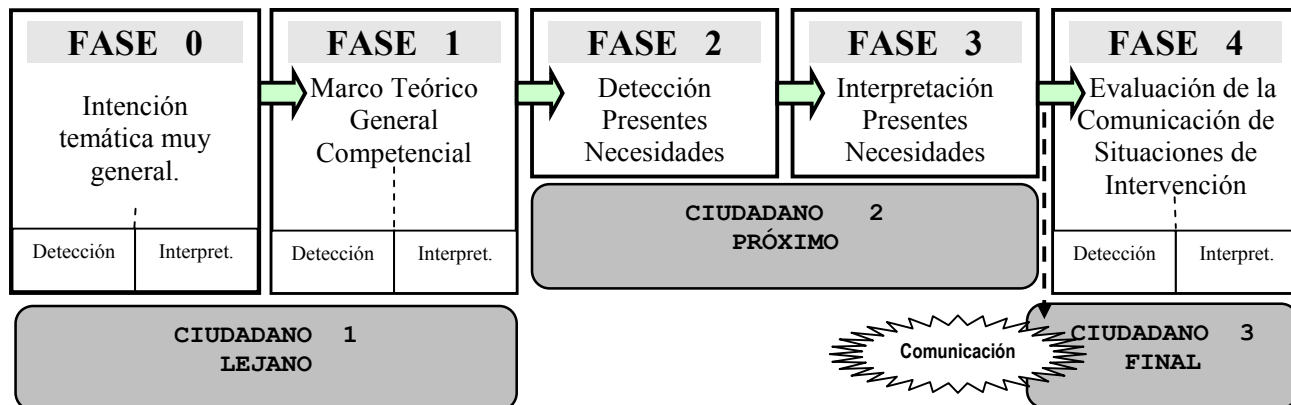 FASE 0
Intención
temática muy
general.
Detección
Interpret.
FASE 1
Marco Teórico
General
Competencial
Detección
Interpret.
FASE 2
Detección
Presentes
Necesidades
FASE 3
Interpretación
Presentes
Necesidades
FASE 4
Evaluación de la
Comunicación de
Situaciones de
Intervención
Detección
Interpret.
CIUDADANO 1
LEJANO
CIUDADANO 2
PRÓXIMO
Comunicación
CIUDADANO 3
FINAL